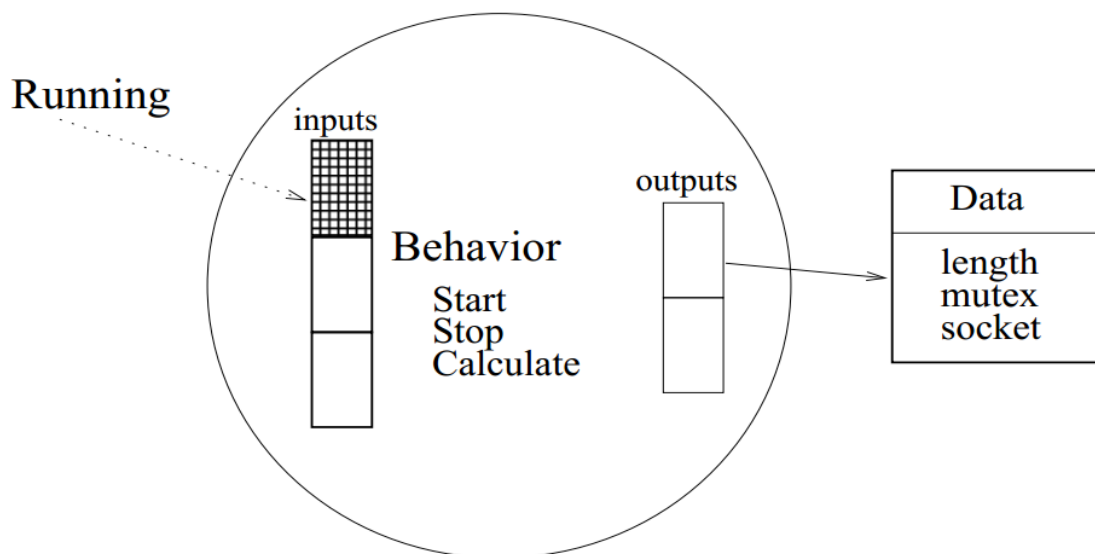 Running
inputs
outputs
Behavior
Start
Stop
Calculate
Data
length
mutex
socket